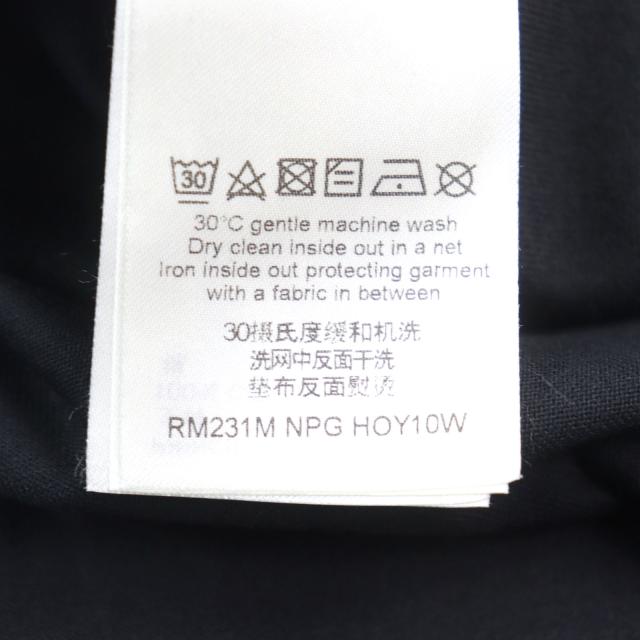 30
30°C gentle machine wash
Dry clean inside out in a net
Iron inside out protecting garment
with a fabric in between
30摄氏度缓和机洗
洗网中反面干洗
垫布反面熨烫
RM231M NPG HOY10W